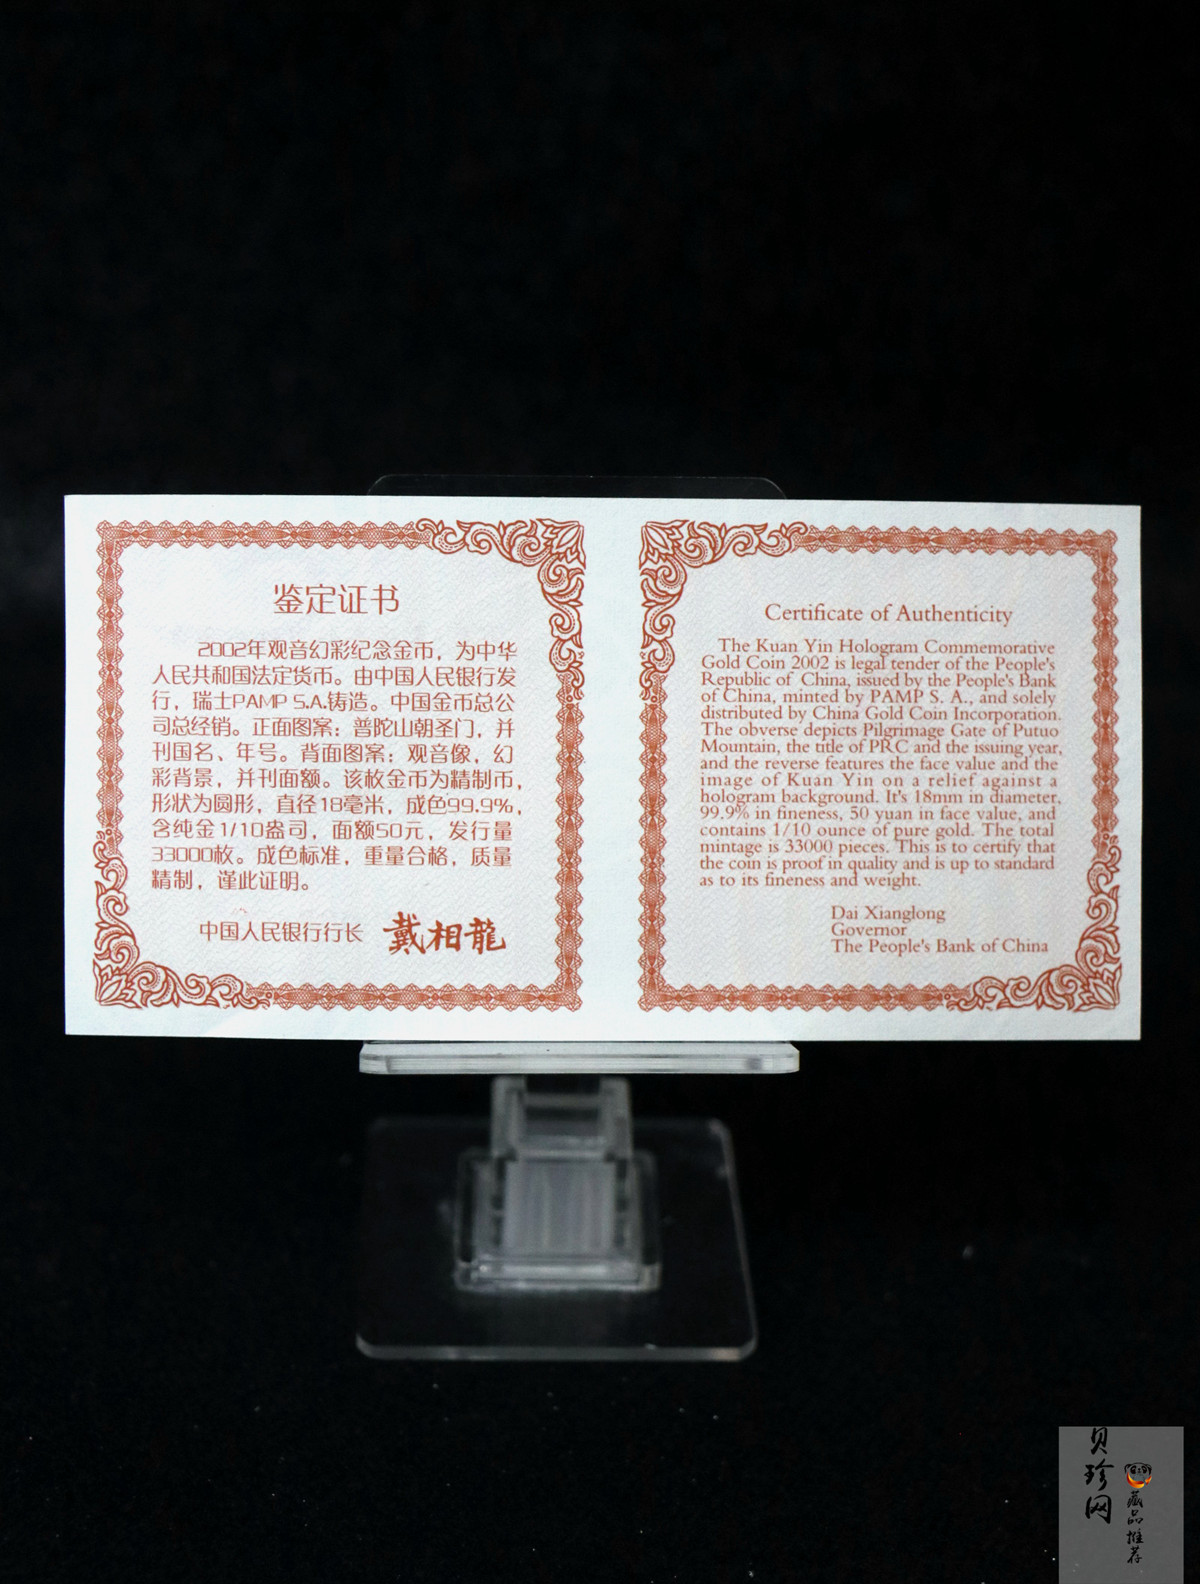 鉴定证书
2002年观音幻彩纪念金币，为中华
人民共和国法定货币。由中国人民银行发
行，瑞士PAMP S.A.铸造。中国金币总公
司总经销。正面图案：普陀山朝圣门，并
刊国名、年号。背面图案：观音像，幻
彩背景，并刊面额。该枚金币为精制币，
形状为圆形，直径18毫米，成色99.9%，
含纯金1/10盎司，面额50元，发行量
33000枚。成色标准，重量合格，质量
精制，谨此证明。
中国人民银行行长 戴相龍
Certificate of Authenticity
The Kuan Yin Hologram Commemorative
Gold Coin 2002 is legal tender of the People's
Republic of China, issued by the People's Bank
of China, minted by PAMP S. A., and solely
distributed by China Gold Coin Incorporation.
The obverse depicts Pilgrimage Gate of Putuo
Mountain, the title of PRC and the issuing year,
and the reverse features the face value and the
image of Kuan Yin on a relief against a
hologram background. It's 18mm in diameter,
99.9% in fineness, 50 yuan in face value, and
contains 1/10 ounce of pure gold. The total
mintage is 33000 pieces. This is to certify that
the coin is proof in quality and is up to standard
as to its fineness and weight.
Dai Xianglong
Governor
The People's Bank of China
贝珍网
藏品推荐